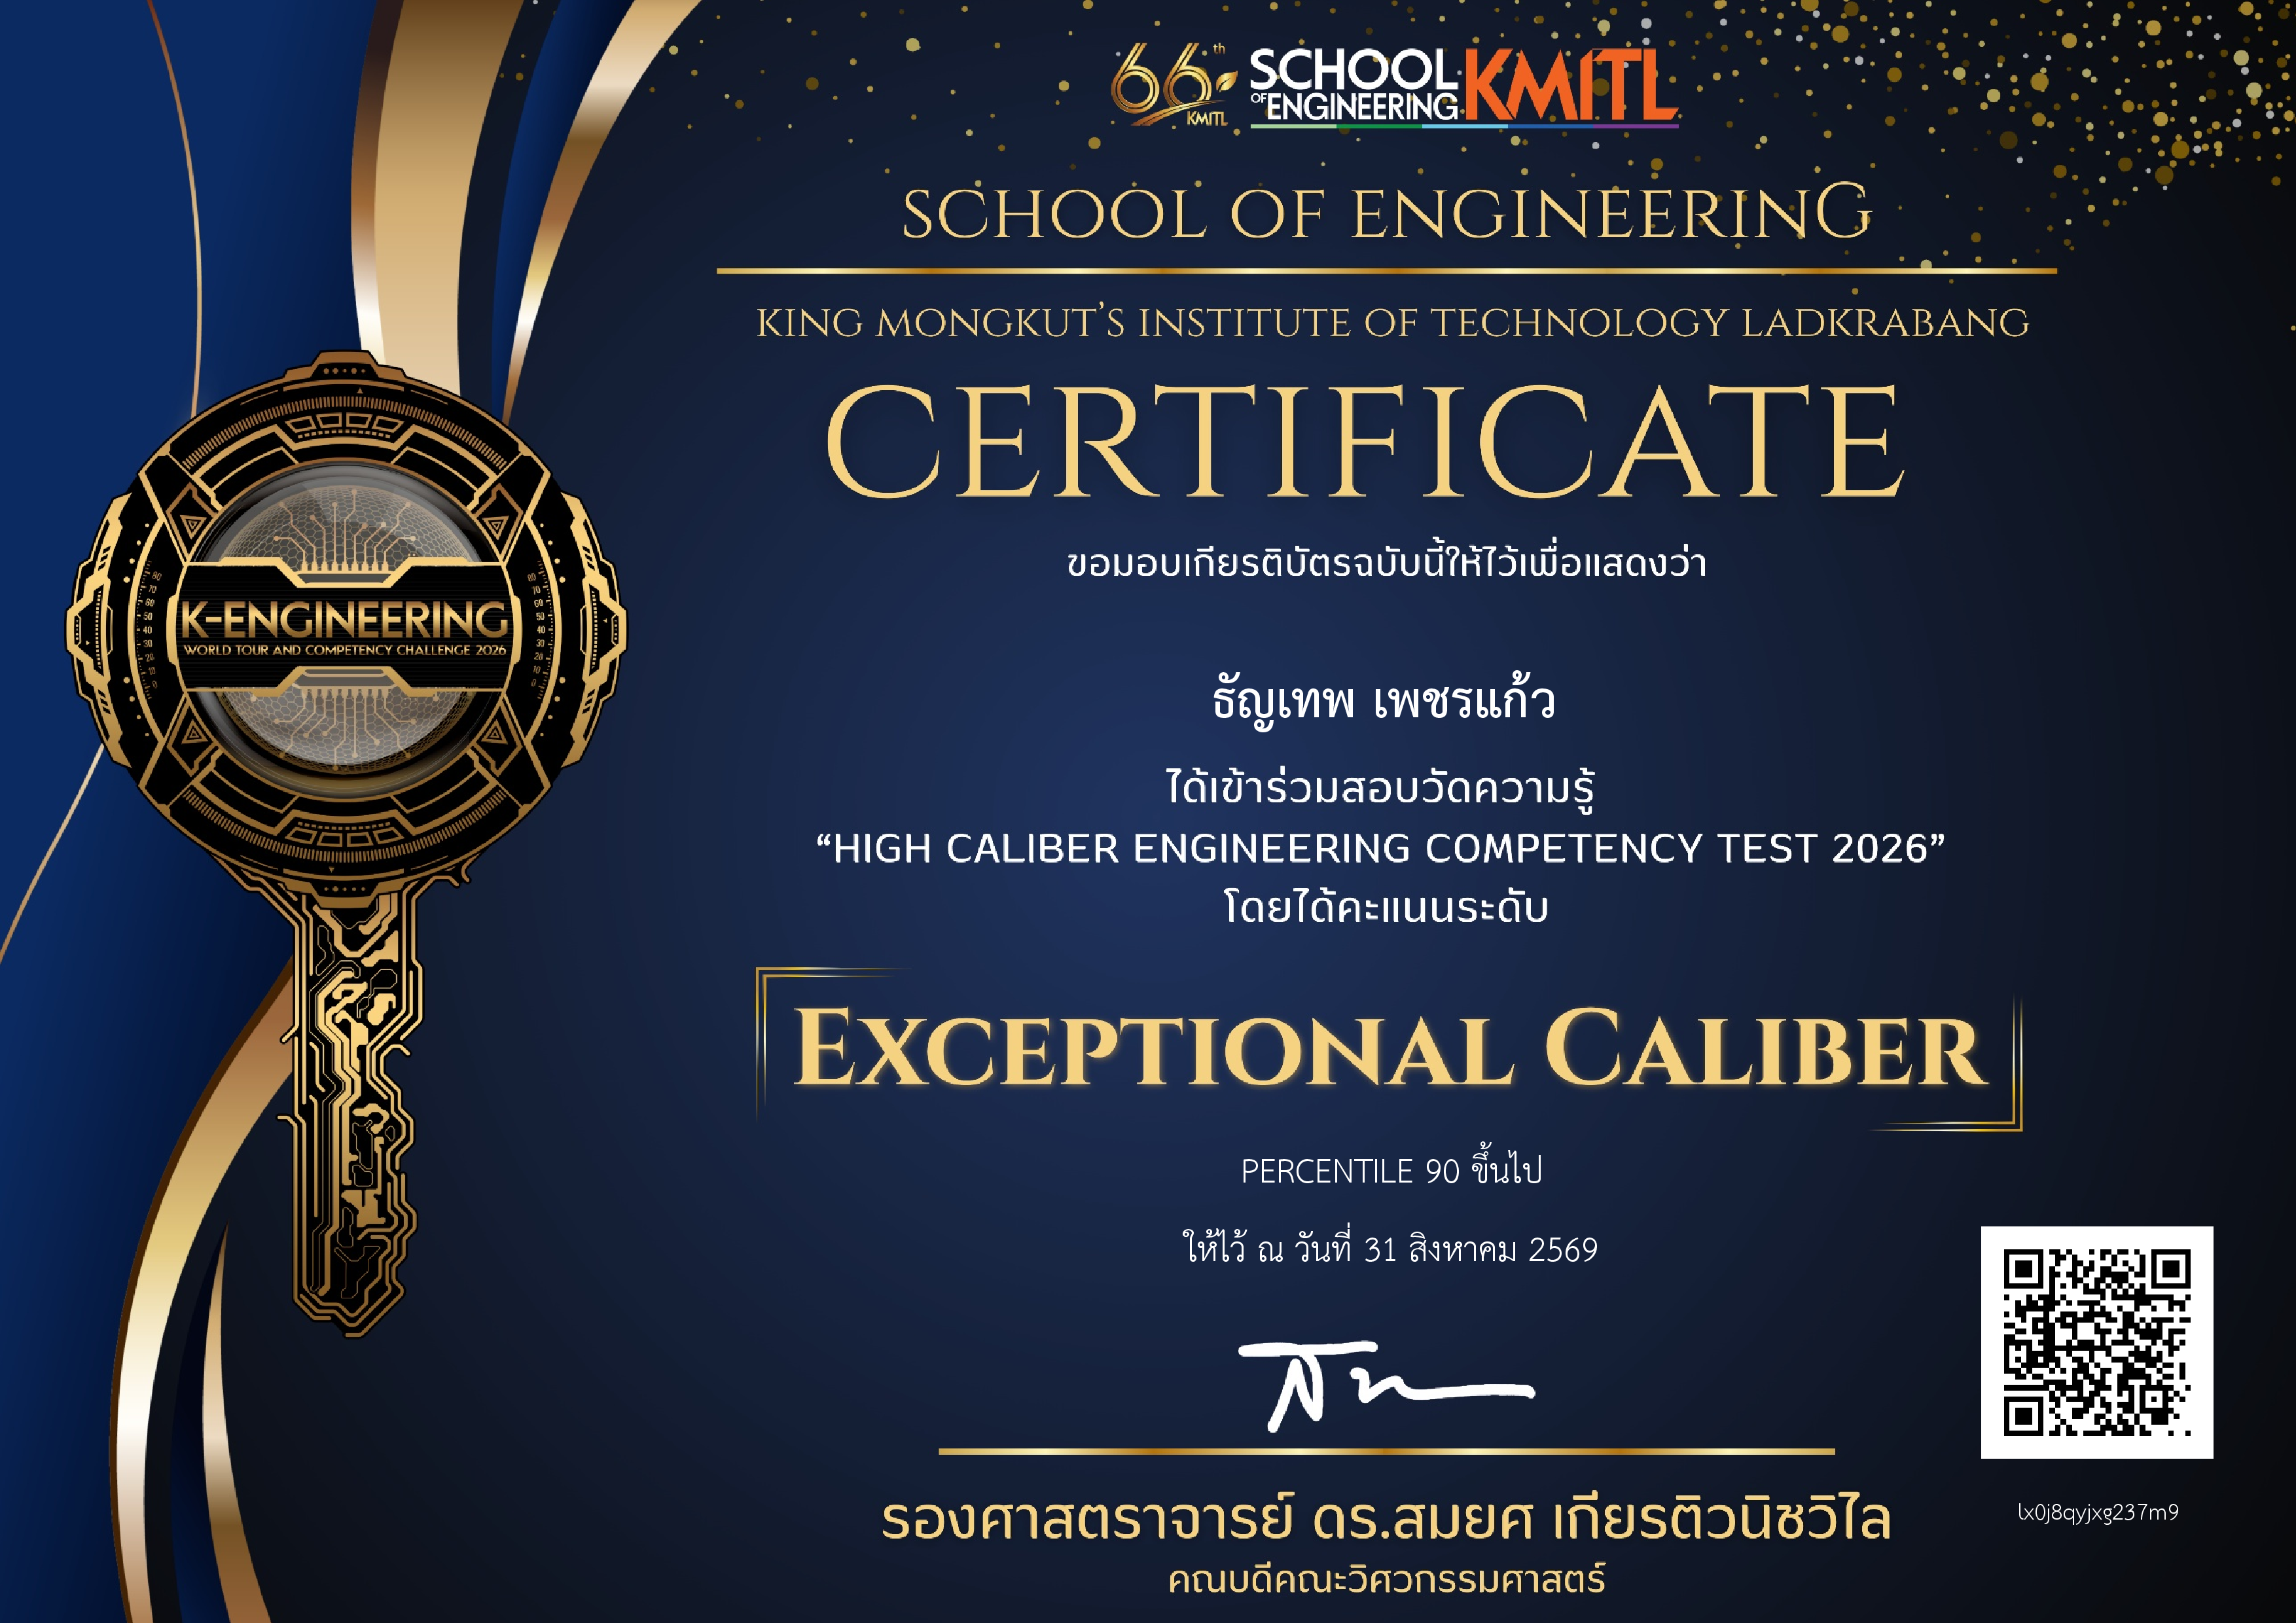 66th KMITL
SCHOOL OF ENGINEERING KMITL
SCHOOL OF ENGINEERING
KING MONGKUT'S INSTITUTE OF TECHNOLOGY LADKRABANG
CERTIFICATE
ขอมอบเกียรติบัตรฉบับนี้ให้ไว้เพื่อแสดงว่า
K-ENGINEERING
WORLD TOUR AND COMPETENCY CHALLENGE 2026
ธัญเทพ เพชรแก้ว
ได้เข้าร่วมสอบวัดความรู้
“HIGH CALIBER ENGINEERING COMPETENCY TEST 2026”
โดยได้คะแนนระดับ
EXCEPTIONAL CALIBER
PERCENTILE 90 ขึ้นไป
ให้ไว้ ณ วันที่ 31 สิงหาคม 2569
รองศาสตราจารย์ ดร.สมยศ เกียรติวนิชวิไล
คณบดีคณะวิศวกรรมศาสตร์
lx0j8qyjxg237m9